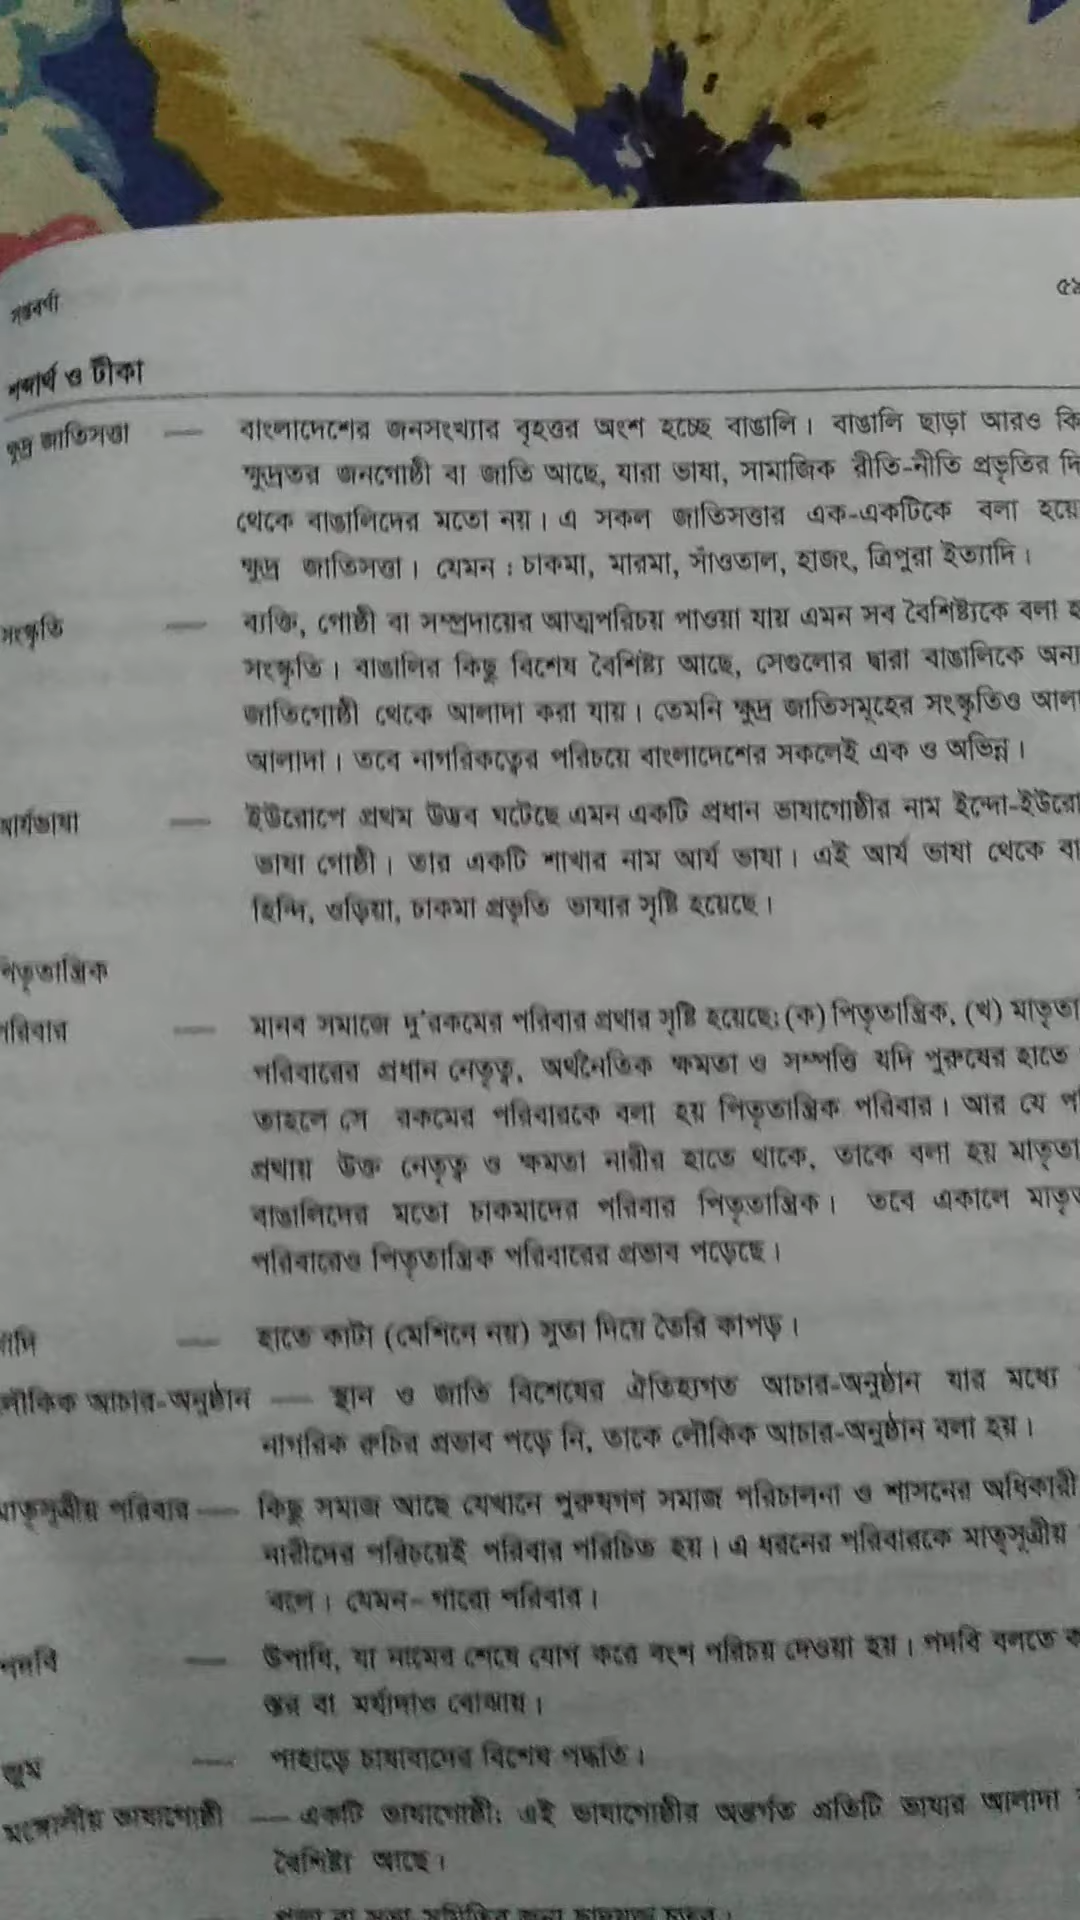 সপ্তবর্ণা
শব্দার্থ ও টীকা
ক্ষুদ্র জাতিসত্তা — বাংলাদেশের জনসংখ্যার বৃহত্তর অংশ হচ্ছে বাঙালি। বাঙালি ছাড়া আরও কি
ক্ষুদ্রতর জনগোষ্ঠী বা জাতি আছে, যারা ভাষা, সামাজিক রীতি-নীতি প্রভৃতির দি
থেকে বাঙালিদের মতো নয়। এ সকল জাতিসত্তার এক-একটিকে বলা হয়ে
ক্ষুদ্র জাতিসত্তা। যেমন : চাকমা, মারমা, সাঁওতাল, হাজং, ত্রিপুরা ইত্যাদি।
সংস্কৃতি — ব্যক্তি, গোষ্ঠী বা সম্প্রদায়ের আত্মপরিচয় পাওয়া যায় এমন সব বৈশিষ্ট্যকে বলা হ
সংস্কৃতি। বাঙালির কিছু বিশেষ বৈশিষ্ট্য আছে, সেগুলোর দ্বারা বাঙালিকে অন্য
জাতিগোষ্ঠী থেকে আলাদা করা যায়। তেমনি ক্ষুদ্র জাতিসমূহের সংস্কৃতিও আলা
আলাদা। তবে নাগরিকত্বের পরিচয়ে বাংলাদেশের সকলেই এক ও অভিন্ন।
আর্যভাষা — ইউরোপে প্রথম উদ্ভব ঘটেছে এমন একটি প্রধান ভাষাগোষ্ঠীর নাম ইন্দো-ইউরো
ভাষা গোষ্ঠী। তার একটি শাখার নাম আর্য ভাষা। এই আর্য ভাষা থেকে বা
হিন্দি, ওড়িয়া, চাকমা প্রভৃতি ভাষার সৃষ্টি হয়েছে।
পিতৃতান্ত্রিক
পরিবার — মানব সমাজে দু'রকমের পরিবার প্রথার সৃষ্টি হয়েছে: (ক) পিতৃতান্ত্রিক, (খ) মাতৃতা
পরিবারের প্রধান নেতৃত্ব, অর্থনৈতিক ক্ষমতা ও সম্পত্তি যদি পুরুষের হাতে
তাহলে সে রকমের পরিবারকে বলা হয় পিতৃতান্ত্রিক পরিবার। আর যে প
প্রথায় উক্ত নেতৃত্ব ও ক্ষমতা নারীর হাতে থাকে, তাকে বলা হয় মাতৃতা
বাঙালিদের মতো চাকমাদের পরিবার পিতৃতান্ত্রিক। তবে একালে মাতৃত
পরিবারেও পিতৃতান্ত্রিক পরিবারের প্রভাব পড়েছে।
— হাতে কাটা (মেশিনে নয়) সুতা দিয়ে তৈরি কাপড়।
লৌকিক আচার-অনুষ্ঠান — স্থান ও জাতি বিশেষের ঐতিহ্যগত আচার-অনুষ্ঠান যার মধ্যে
নাগরিক রুচির প্রভাব পড়ে নি, তাকে লৌকিক আচার-অনুষ্ঠান বলা হয়।
মাতৃসূত্রীয় পরিবার — কিছু সমাজ আছে যেখানে পুরুষগণ সমাজ পরিচালনা ও শাসনের অধিকারী
নারীদের পরিচয়েই পরিবার পরিচিত হয়। এ ধরনের পরিবারকে মাতৃসূত্রীয়
বলে। যেমন- গারো পরিবার।
পদবি — উপাধি, যা নামের শেষে যোগ করে বংশ পরিচয় দেওয়া হয়। পদবি বলতে ক
স্তর বা মর্যাদাও বোঝায়।
জুম — পাহাড়ে চাষাবাদের বিশেষ পদ্ধতি।
মঙ্গোলীয় ভাষাগোষ্ঠী — একটি ভাষাগোষ্ঠী; এই ভাষাগোষ্ঠীর অন্তর্গত প্রতিটি ভাষার আলাদা
বৈশিষ্ট্য আছে।